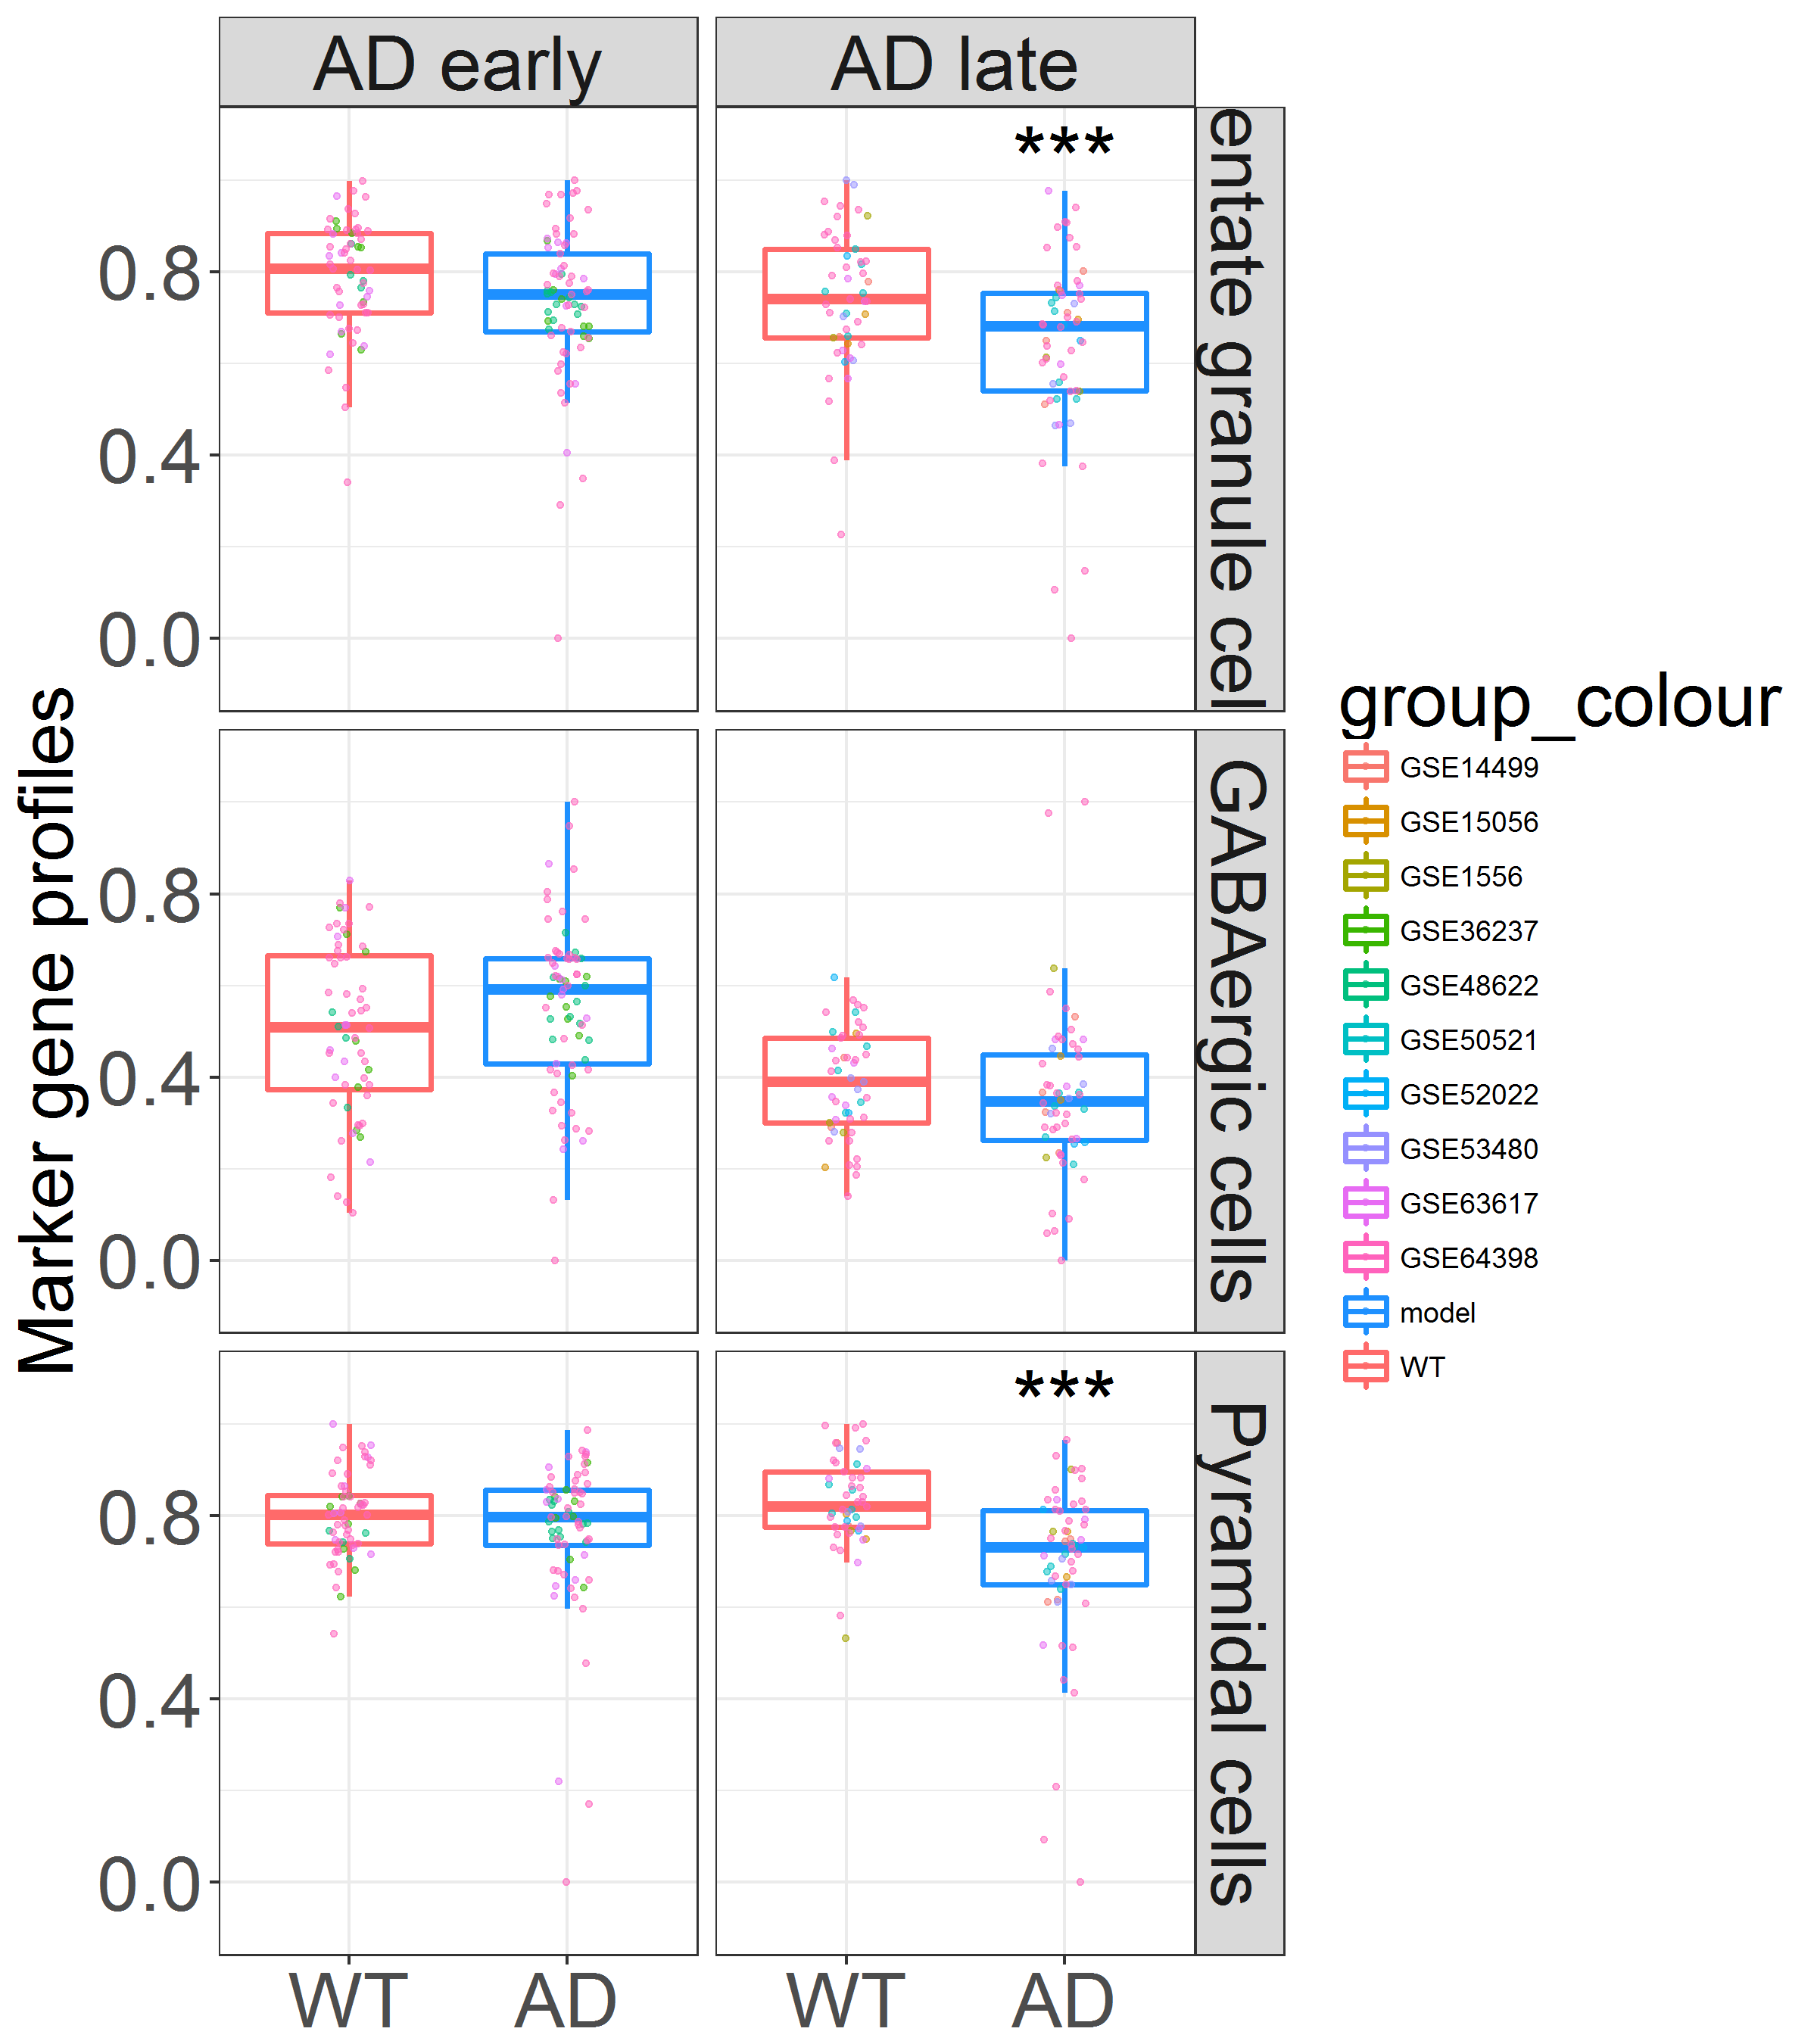 AD early
AD late
***
entate granule cel
0.8
0.4
0.0
GABAergic cells
0.8
0.4
0.0
***
Pyramidal cells
0.8
0.4
0.0
WT
AD
WT
AD
Marker gene profiles
group_colour
GSE14499
GSE15056
GSE1556
GSE36237
GSE48622
GSE50521
GSE52022
GSE53480
GSE63617
GSE64398
model
WT